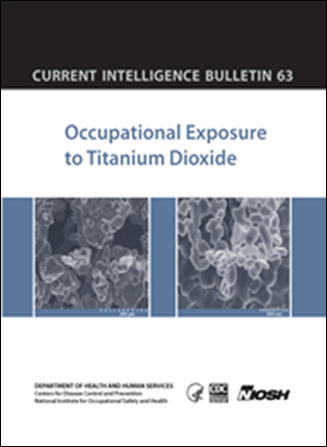 CURRENT INTELLIGENCE BULLETIN 63
Occupational Exposure
to Titanium Dioxide
DEPARTMENT OF HEALTH AND HUMAN SERVICES
Centers for Disease Control and Prevention
National Institute for Occupational Safety and Health
CDC
NIOSH